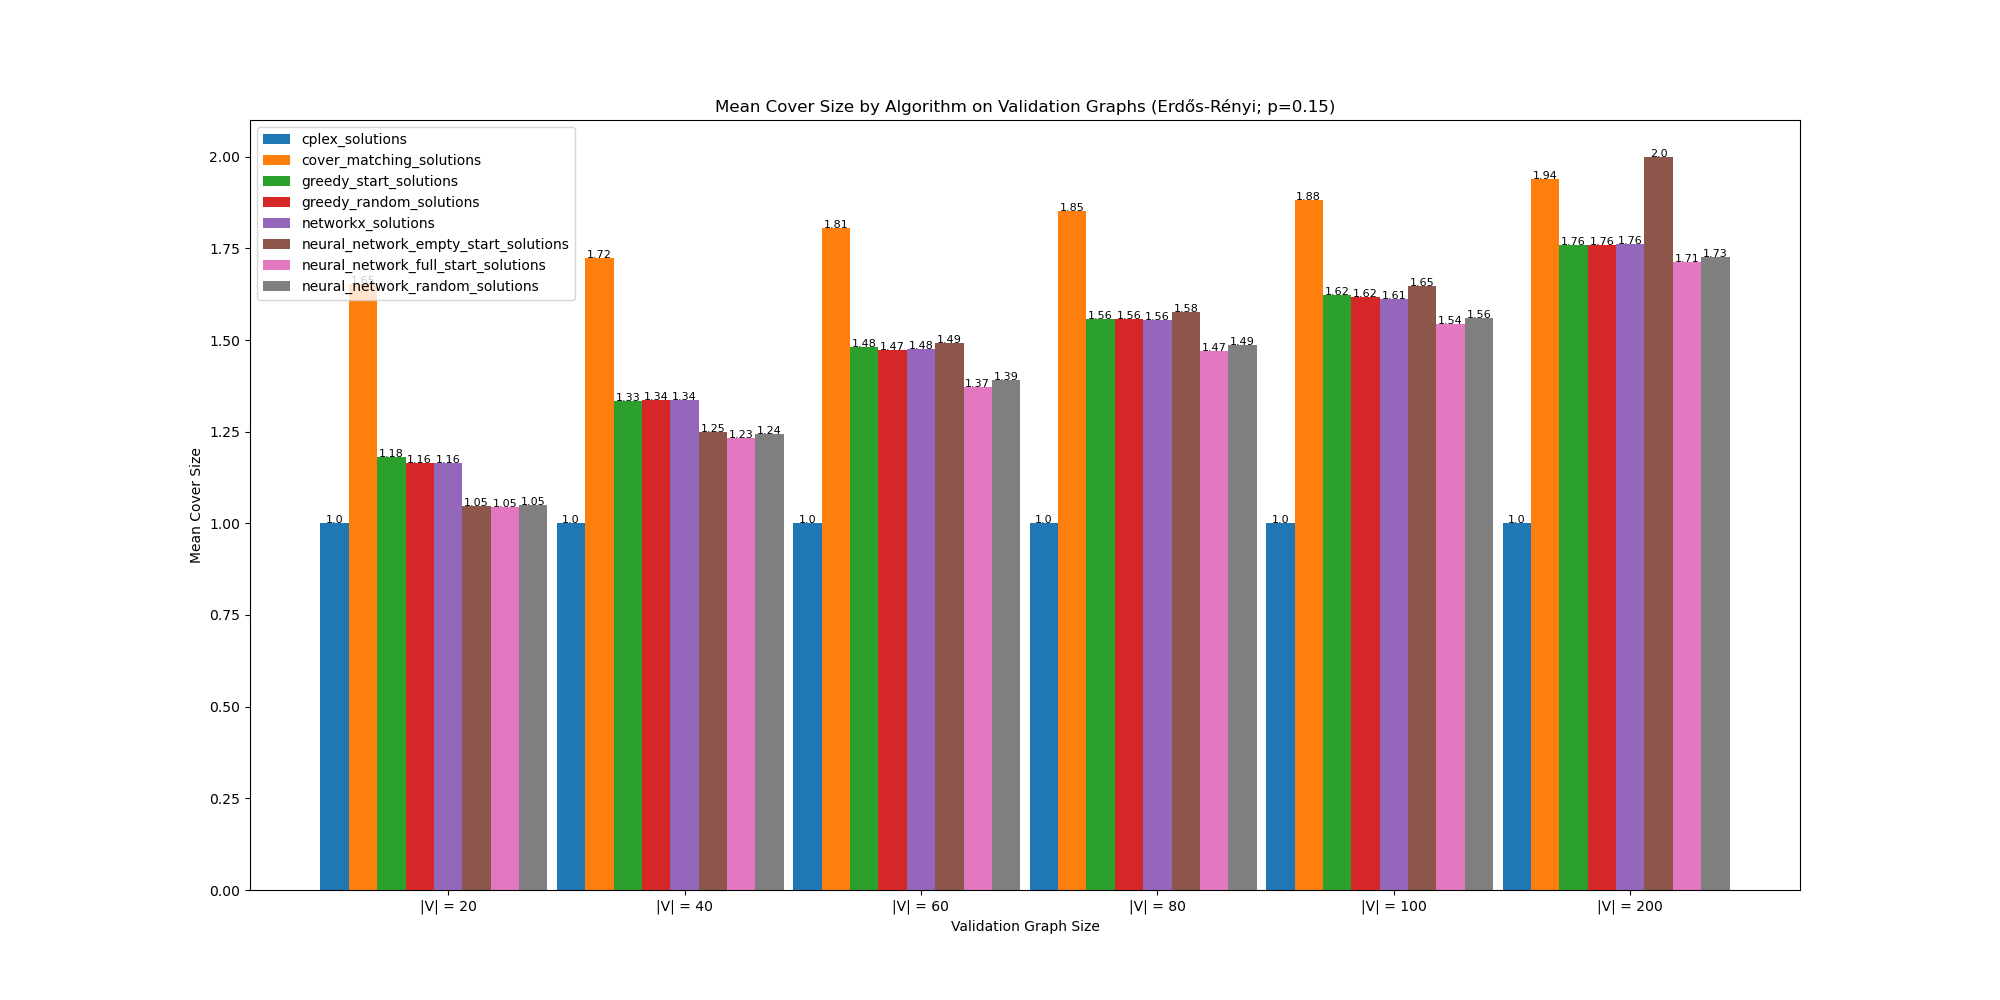 Mean Cover Size by Algorithm on Validation Graphs (Erdős-Rényi; p=0.15)
cplex_solutions
cover_matching_solutions
greedy_start_solutions
greedy_random_solutions
networkx_solutions
neural_network_empty_start_solutions
neural_network_full_start_solutions
neural_network_random_solutions
Mean Cover Size
2.00
1.75
1.50
1.25
1.00
0.75
0.50
0.25
0.00
1.0 1.65 1.18 1.16 1.16 1.05 1.05 1.05
1.0 1.72 1.33 1.34 1.34 1.25 1.23 1.24
1.0 1.81 1.48 1.47 1.48 1.49 1.37 1.39
1.0 1.85 1.56 1.56 1.56 1.58 1.47 1.49
1.0 1.88 1.62 1.62 1.61 1.65 1.54 1.56
1.0 1.94 1.76 1.76 1.76 2.0 1.71 1.73
|V| = 20 |V| = 40 |V| = 60 |V| = 80 |V| = 100 |V| = 200
Validation Graph Size